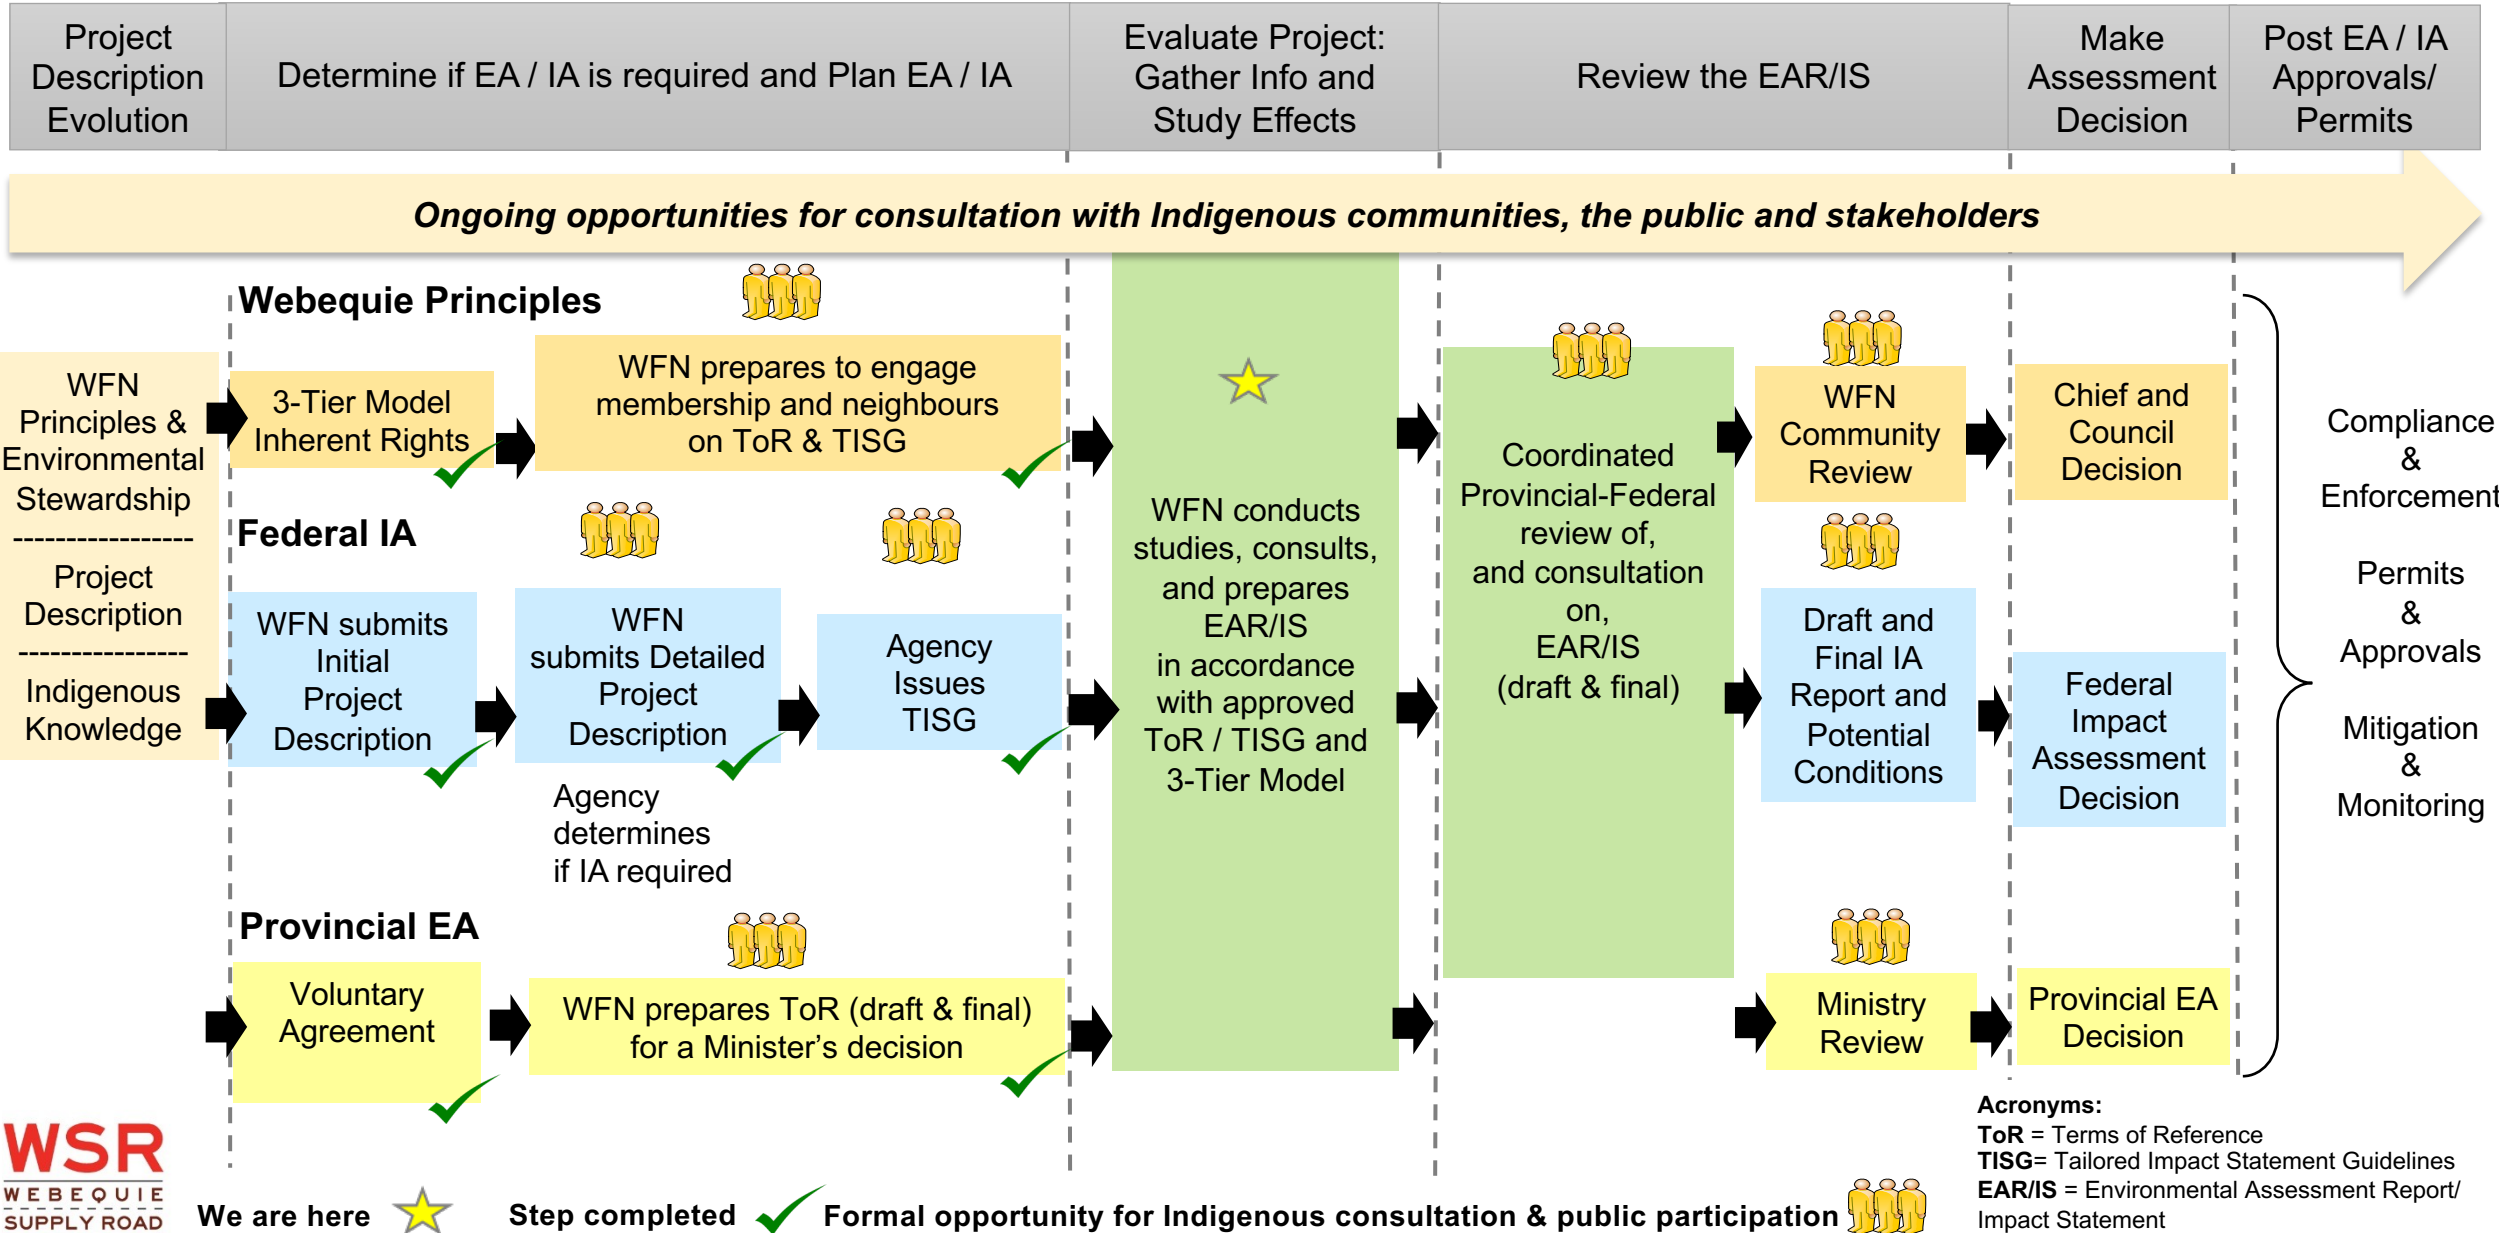 Project
Description
Evolution
Determine if EA / IA is required and Plan EA / IA
Evaluate Project:
Gather Info and
Study Effects
Review the EAR/IS
Make
Assessment
Decision
Post EA / IA
Approvals/
Permits
Ongoing opportunities for consultation with Indigenous communities, the public and stakeholders
WFN
Principles &
Environmental
Stewardship
-----------------
Project
Description
----------------
Indigenous
Knowledge
Webequie Principles
3-Tier Model
Inherent Rights
WFN prepares to engage
membership and neighbours
on ToR & TISG
Federal IA
WFN submits
Initial
Project
Description
WFN
submits Detailed
Project
Description
Agency
determines
if IA required
Agency
Issues
TISG
Provincial EA
Voluntary
Agreement
WFN prepares ToR (draft & final)
for a Minister’s decision
WFN conducts
studies, consults,
and prepares
EAR/IS
in accordance
with approved
ToR / TISG and
3-Tier Model
Coordinated
Provincial-Federal
review of,
and consultation
on,
EAR/IS
(draft & final)
WFN
Community
Review
Draft and
Final IA
Report and
Potential
Conditions
Ministry
Review
Chief and
Council
Decision
Federal
Impact
Assessment
Decision
Provincial EA
Decision
Compliance
&
Enforcement
Permits
&
Approvals
Mitigation
&
Monitoring
WSR
WEBEQUIE
SUPPLY ROAD
We are here
Step completed
Formal opportunity for Indigenous consultation & public participation
Acronyms:
ToR = Terms of Reference
TISG= Tailored Impact Statement Guidelines
EAR/IS = Environmental Assessment Report/
Impact Statement